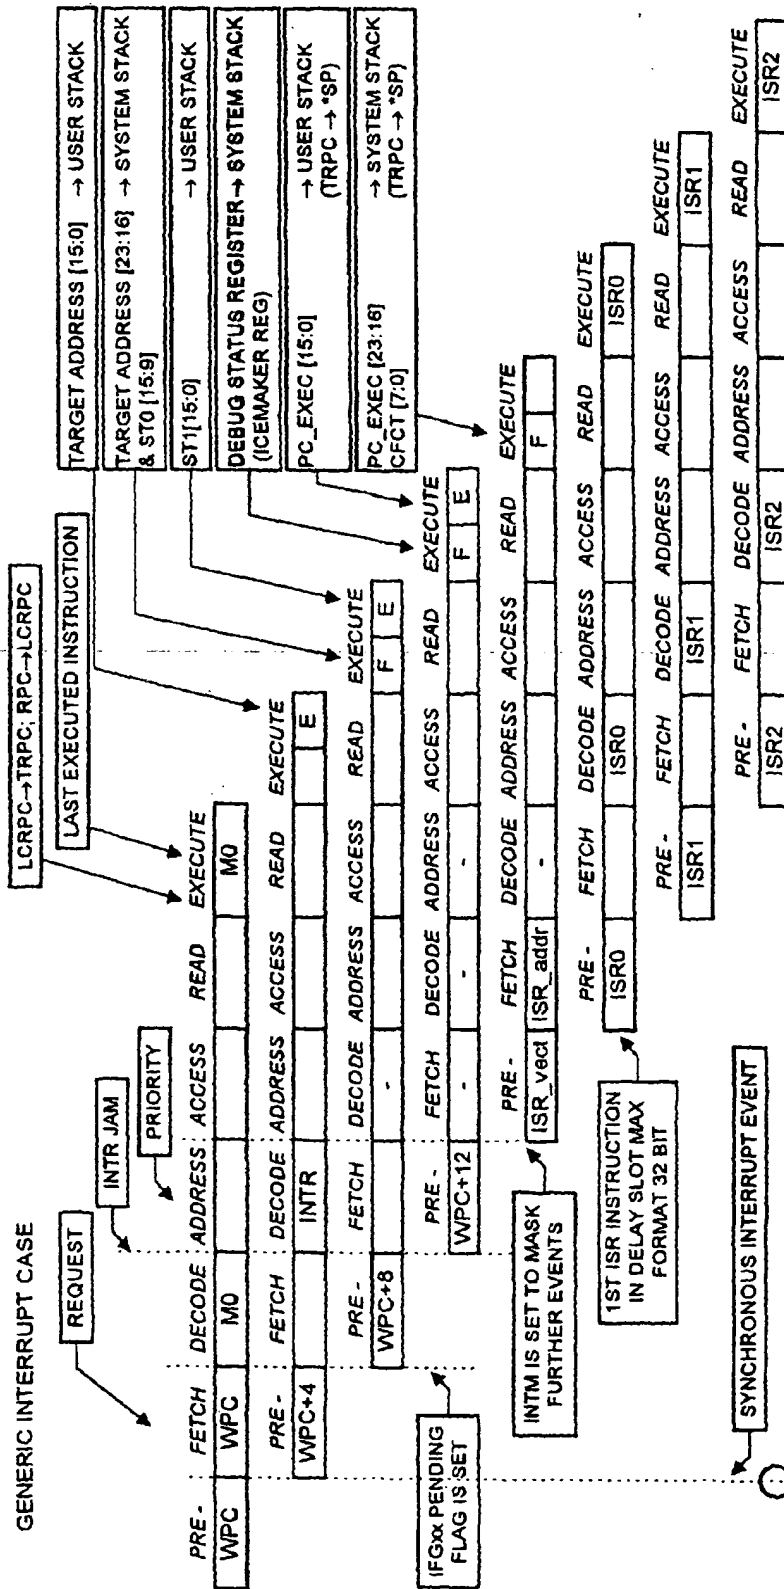 GENERIC INTERRUPT CASE
REQUEST
INTR JAM
PRIORITY
LCRPC→TRPC; RPC→LCRPC
LAST EXECUTED INSTRUCTION
TARGET ADDRESS [15:0] → USER STACK
TARGET ADDRESS [23:16] → SYSTEM STACK
& ST0 [15:9]
ST1[15:0] → USER STACK
DEBUG STATUS REGISTER→ SYSTEM STACK
(ICEMAKER REG)
PC_EXEC [15:0] → USER STACK
(TRPC → *SP)
PC_EXEC [23:16] → SYSTEM STACK
CFCT [7:0] (TRPC → *SP)
PRE - FETCH DECODE ADDRESS ACCESS READ EXECUTE
WPC WPC M0 M0
PRE - FETCH DECODE ADDRESS ACCESS READ EXECUTE
WPC+4 INTR E
PRE - FETCH DECODE ADDRESS ACCESS READ EXECUTE
WPC+8 - F E
PRE - FETCH DECODE ADDRESS ACCESS READ EXECUTE
WPC+12 - - - F E
PRE - FETCH DECODE ADDRESS ACCESS READ EXECUTE
ISR_vect ISR_addr - F
PRE - FETCH DECODE ADDRESS ACCESS READ EXECUTE
ISR0 ISR0 ISR0
PRE - FETCH DECODE ADDRESS ACCESS READ EXECUTE
ISR1 ISR1 ISR1
PRE - FETCH DECODE ADDRESS ACCESS READ EXECUTE
ISR2 ISR2 ISR2
IFGxx PENDING
FLAG IS SET
INTM IS SET TO MASK
FURTHER EVENTS
1ST ISR INSTRUCTION
IN DELAY SLOT MAX
FORMAT 32 BIT
SYNCHRONOUS INTERRUPT EVENT